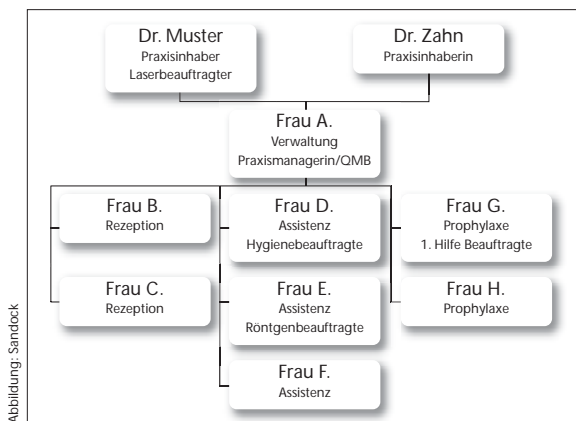 Dr. Muster
Praxisinhaber
Laserbeauftragter
Dr. Zahn
Praxisinhaberin
Frau A.
Verwaltung
Praxismanagerin/QMB
Frau B.
Rezeption
Frau D.
Assistenz
Hygienebeauftragte
Frau G.
Prophylaxe
1. Hilfe Beauftragte
Frau C.
Rezeption
Frau E.
Assistenz
Röntgenbeauftragte
Frau H.
Prophylaxe
Frau F.
Assistenz
Abbildung: Sandock